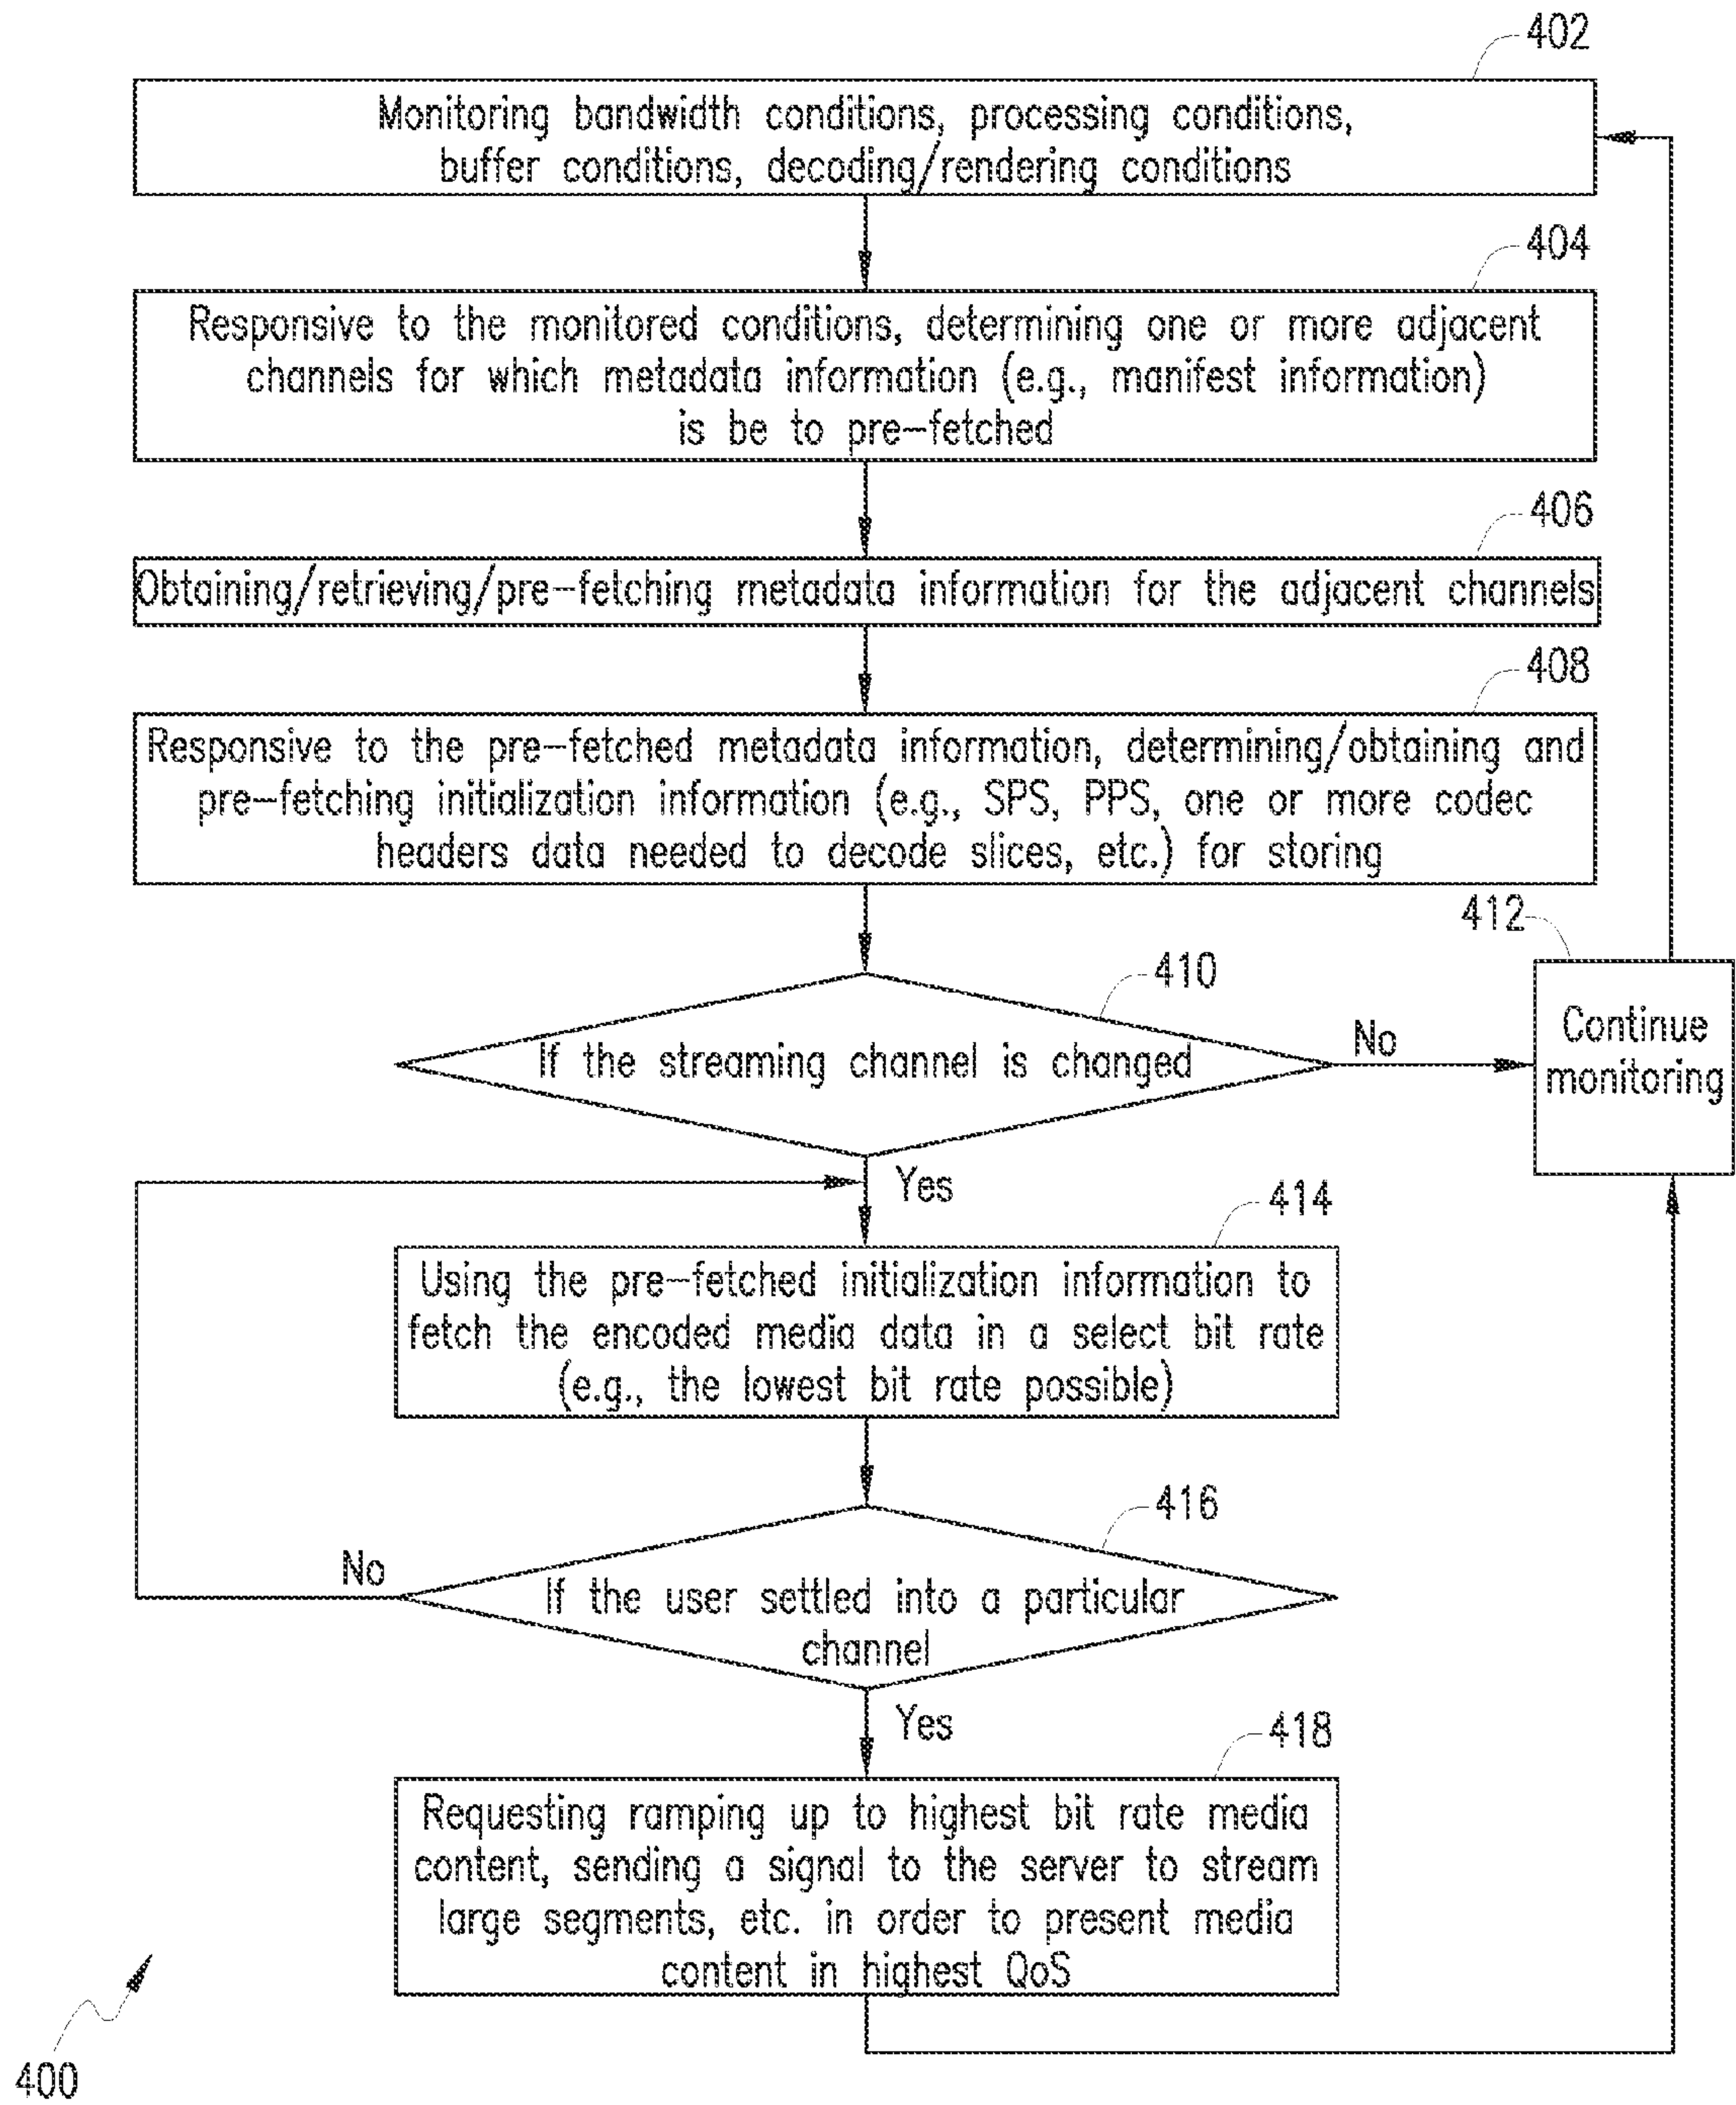 402
Monitoring bandwidth conditions, processing conditions,
buffer conditions, decoding/rendering conditions
404
Responsive to the monitored conditions, determining one or more adjacent
channels for which metadata information (e.g., manifest information)
is be to pre-fetched
406
Obtaining/retrieving/pre-fetching metadata information for the adjacent channels
408
Responsive to the pre-fetched metadata information, determining/obtaining and
pre-fetching initialization information (e.g., SPS, PPS, one or more codec
headers data needed to decode slices, etc.) for storing
412
Continue
monitoring
410
If the streaming channel is changed
No
Yes
414
Using the pre-fetched initialization information to
fetch the encoded media data in a select bit rate
(e.g., the lowest bit rate possible)
416
If the user settled into a particular
channel
No
Yes
418
Requesting ramping up to highest bit rate media
content, sending a signal to the server to stream
large segments, etc. in order to present media
content in highest QoS
400